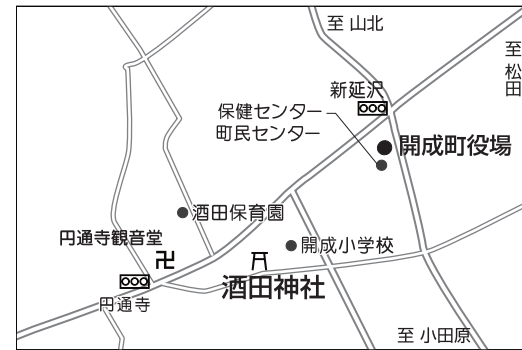 至 山北
至 松田
新延沢
保健センター
町民センター
開成町役場
酒田保育園
円通寺観音堂
卍
開成小学校
酒田神社
円通寺
至 小田原